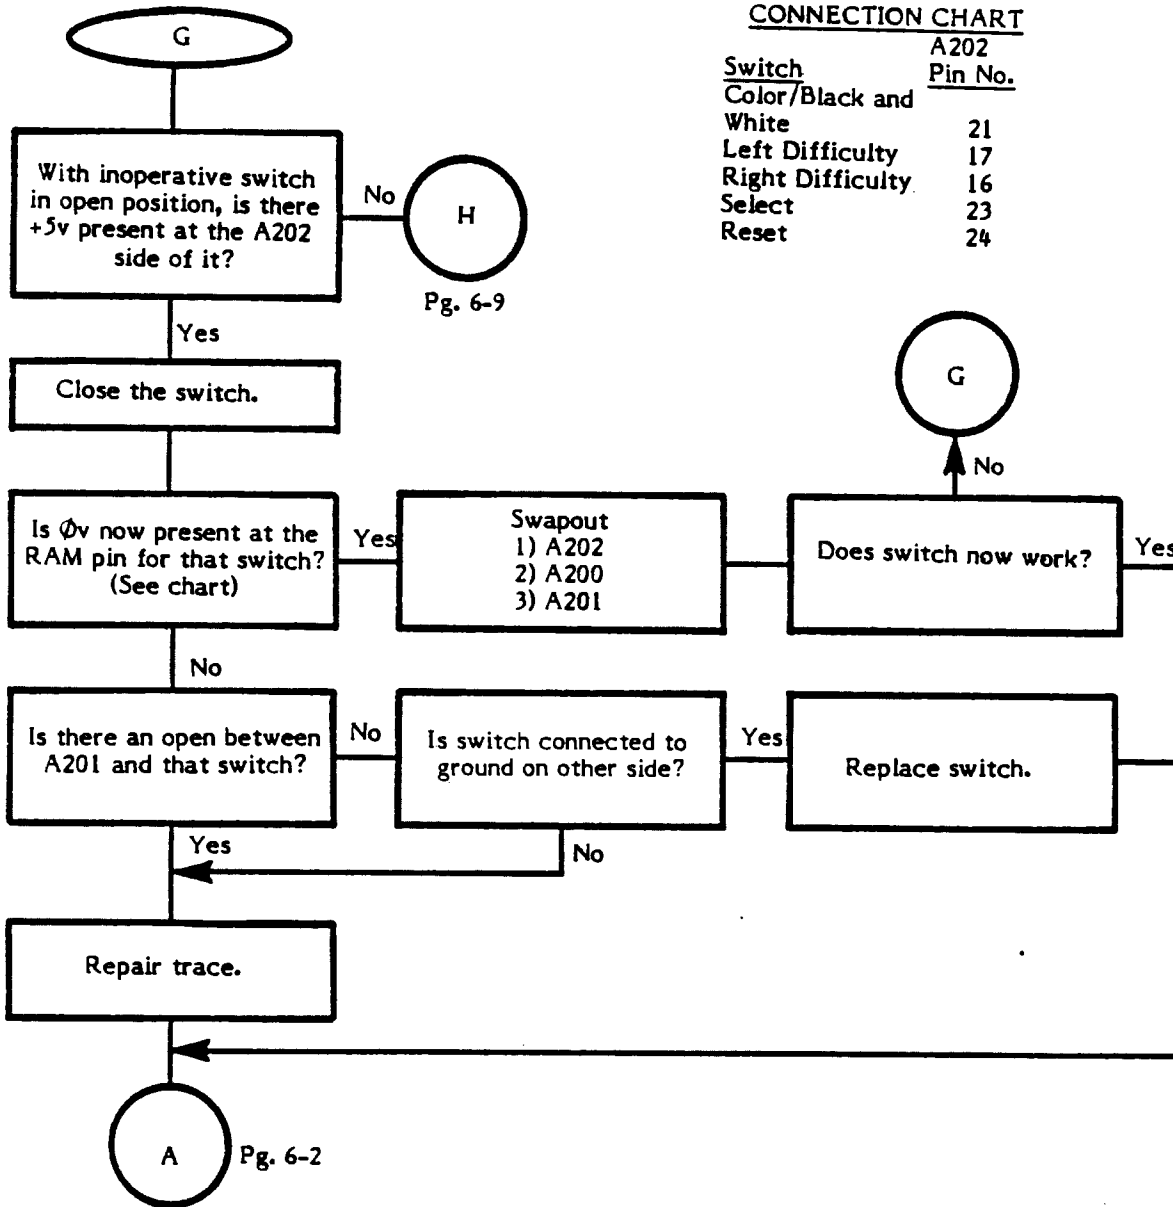 G
CONNECTION CHART
A202
Switch Pin No.
Color/Black and
White 21
Left Difficulty 17
Right Difficulty 16
Select 23
Reset 24
With inoperative switch
in open position, is there
+5v present at the A202
side of it?
No
H
Pg. 6-9
Yes
Close the switch.
G
No
Is Øv now present at the
RAM pin for that switch?
(See chart)
Yes
Swapout
1) A202
2) A200
3) A201
Does switch now work?
Yes
No
Is there an open between
A201 and that switch?
No
Is switch connected to
ground on other side?
Yes
Replace switch.
Yes
No
Repair trace.
A
Pg. 6-2